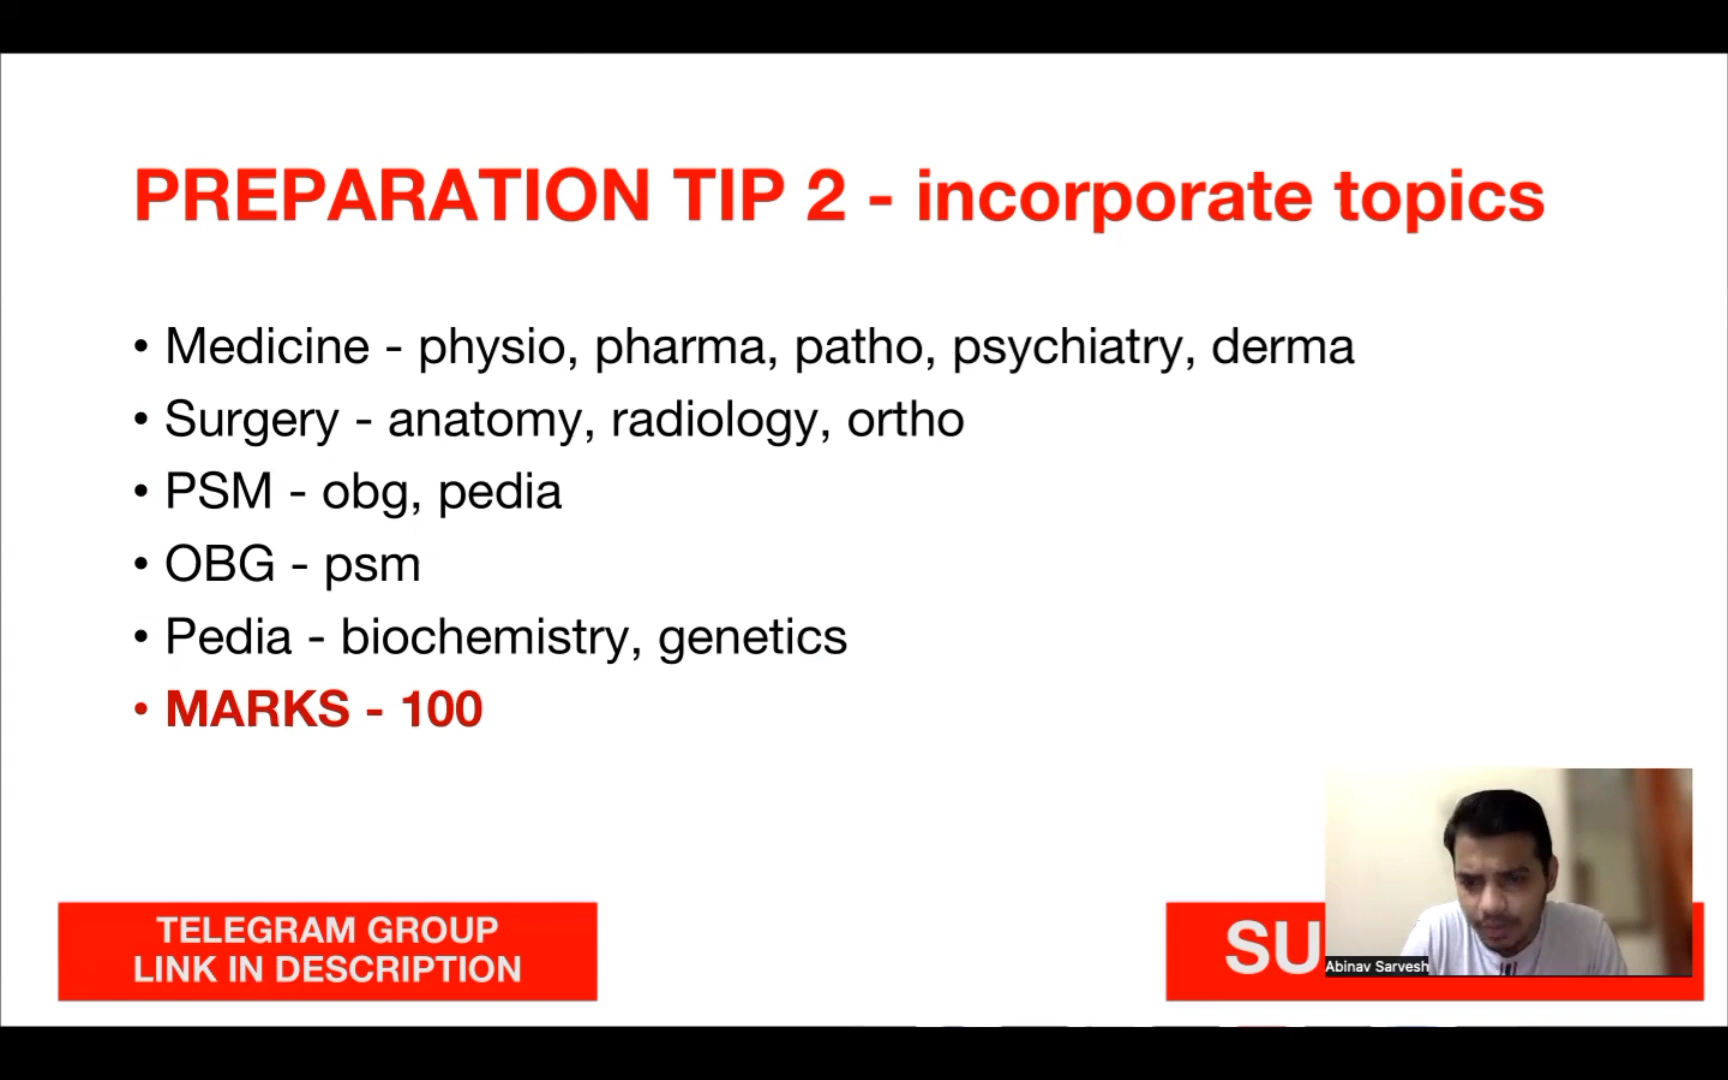 PREPARATION TIP 2 - incorporate topics
• Medicine - physio, pharma, patho, psychiatry, derma
• Surgery - anatomy, radiology, ortho
• PSM - obg, pedia
• OBG - psm
• Pedia - biochemistry, genetics
• MARKS - 100
TELEGRAM GROUP
LINK IN DESCRIPTION
SU
Abinav Sarvesh